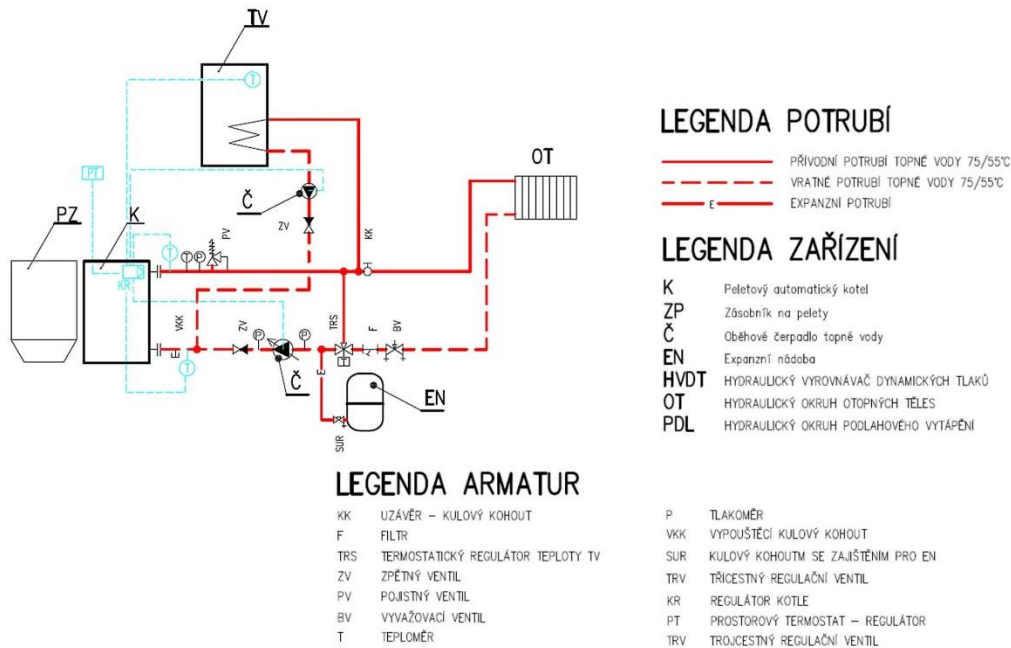 TV
T
OT
PT
Č
PZ
K
ZV
PV
KK
T
T P
KR
VKK
ZV
TRS
F
BV
P
P
E
T
Č
E
EN
SUR
LEGENDA POTRUBÍ
PŘÍVODNÍ POTRUBÍ TOPNÉ VODY 75/55°C
VRATNÉ POTRUBÍ TOPNÉ VODY 75/55°C
E EXPANZNÍ POTRUBÍ
LEGENDA ZAŘÍZENÍ
K Peletový automatický kotel
ZP Zásobník na pelety
Č Oběhové čerpadlo topné vody
EN Expanzní nádoba
HVDT HYDRAULICKÝ VYROVNÁVAČ DYNAMICKÝCH TLAKŮ
OT HYDRAULICKÝ OKRUH OTOPNÝCH TĚLES
PDL HYDRAULICKÝ OKRUH PODLAHOVÉHO VYTÁPĚNÍ
LEGENDA ARMATUR
KK UZÁVĚR – KULOVÝ KOHOUT
F FILTR
TRS TERMOSTATICKÝ REGULÁTOR TEPLOTY TV
ZV ZPĚTNÝ VENTIL
PV POJISTNÝ VENTIL
BV VYVAŽOVACÍ VENTIL
T TEPLOMĚR
P TLAKOMĚR
VKK VYPOUŠTĚCÍ KULOVÝ KOHOUT
SUR KULOVÝ KOHOUTM SE ZAJIŠTĚNÍM PRO EN
TRV TŘÍCESTNÝ REGULAČNÍ VENTIL
KR REGULÁTOR KOTLE
PT PROSTOROVÝ TERMOSTAT – REGULÁTOR
TRV TROJCESTNÝ REGULAČNÍ VENTIL